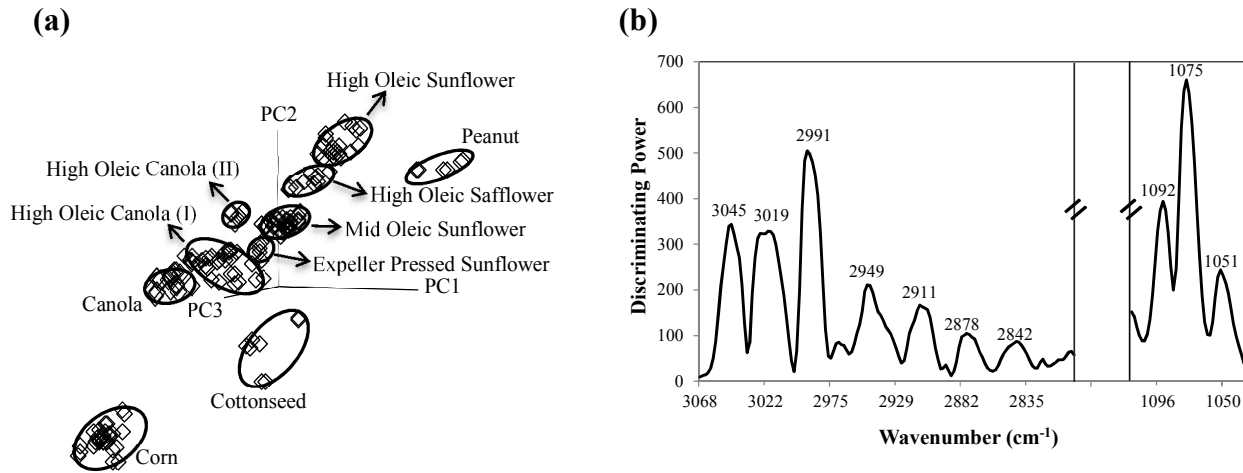 (a)
High Oleic Sunflower
PC2
Peanut
High Oleic Canola (II)
High Oleic Safflower
High Oleic Canola (I)
Mid Oleic Sunflower
Expeller Pressed Sunflower
Canola
PC3
PC1
Cottonseed
Corn
(b)
Discriminating Power
700
600
500
400
300
200
100
0
3045
3019
2991
2949
2911
2878
2842
1092
1075
1051
3068 3022 2975 2929 2882 2835 1096 1050
Wavenumber (cm-1)